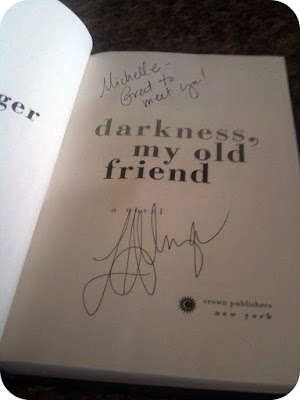 Michelle -
Great to
meet you!
ger
darkness,
my old
friend
a novel
crown publishers
new york